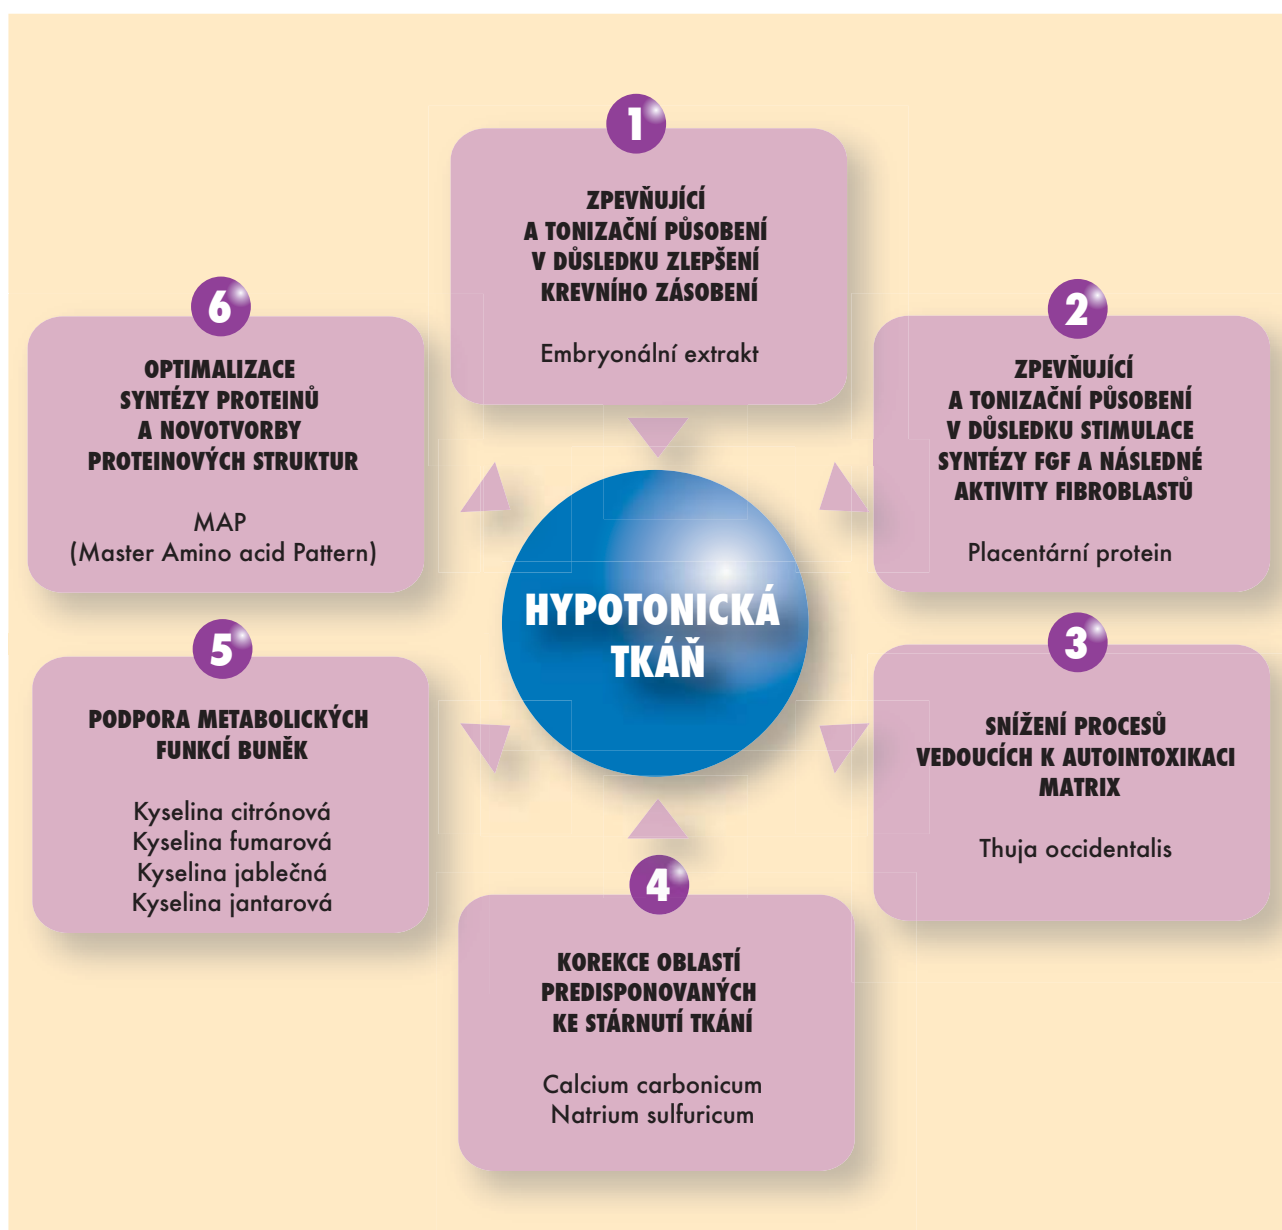 1
ZPEVŇUJÍCÍ
A TONIZAČNÍ PŮSOBENÍ
V DŮSLEDKU ZLEPŠENÍ
KREVNÍHO ZÁSOBENÍ
Embryonální extrakt
2
ZPEVŇUJÍCÍ
A TONIZAČNÍ PŮSOBENÍ
V DŮSLEDKU STIMULACE
SYNTÉZY FGF A NÁSLEDNÉ
AKTIVITY FIBROBLASTŮ
Placentární protein
3
SNÍŽENÍ PROCESŮ
VEDOUCÍCH K AUTOINTOXIKACI
MATRIX
Thuja occidentalis
4
KOREKCE OBLASTÍ
PREDISPONOVANÝCH
KE STÁRNUTÍ TKÁNÍ
Calcium carbonicum
Natrium sulfuricum
5
PODPORA METABOLICKÝCH
FUNKCÍ BUNĚK
Kyselina citrónová
Kyselina fumarová
Kyselina jablečná
Kyselina jantarová
6
OPTIMALIZACE
SYNTÉZY PROTEINŮ
A NOVOTVORBY
PROTEINOVÝCH STRUKTUR
MAP
(Master Amino acid Pattern)
HYPOTONICKÁ
TKÁŇ